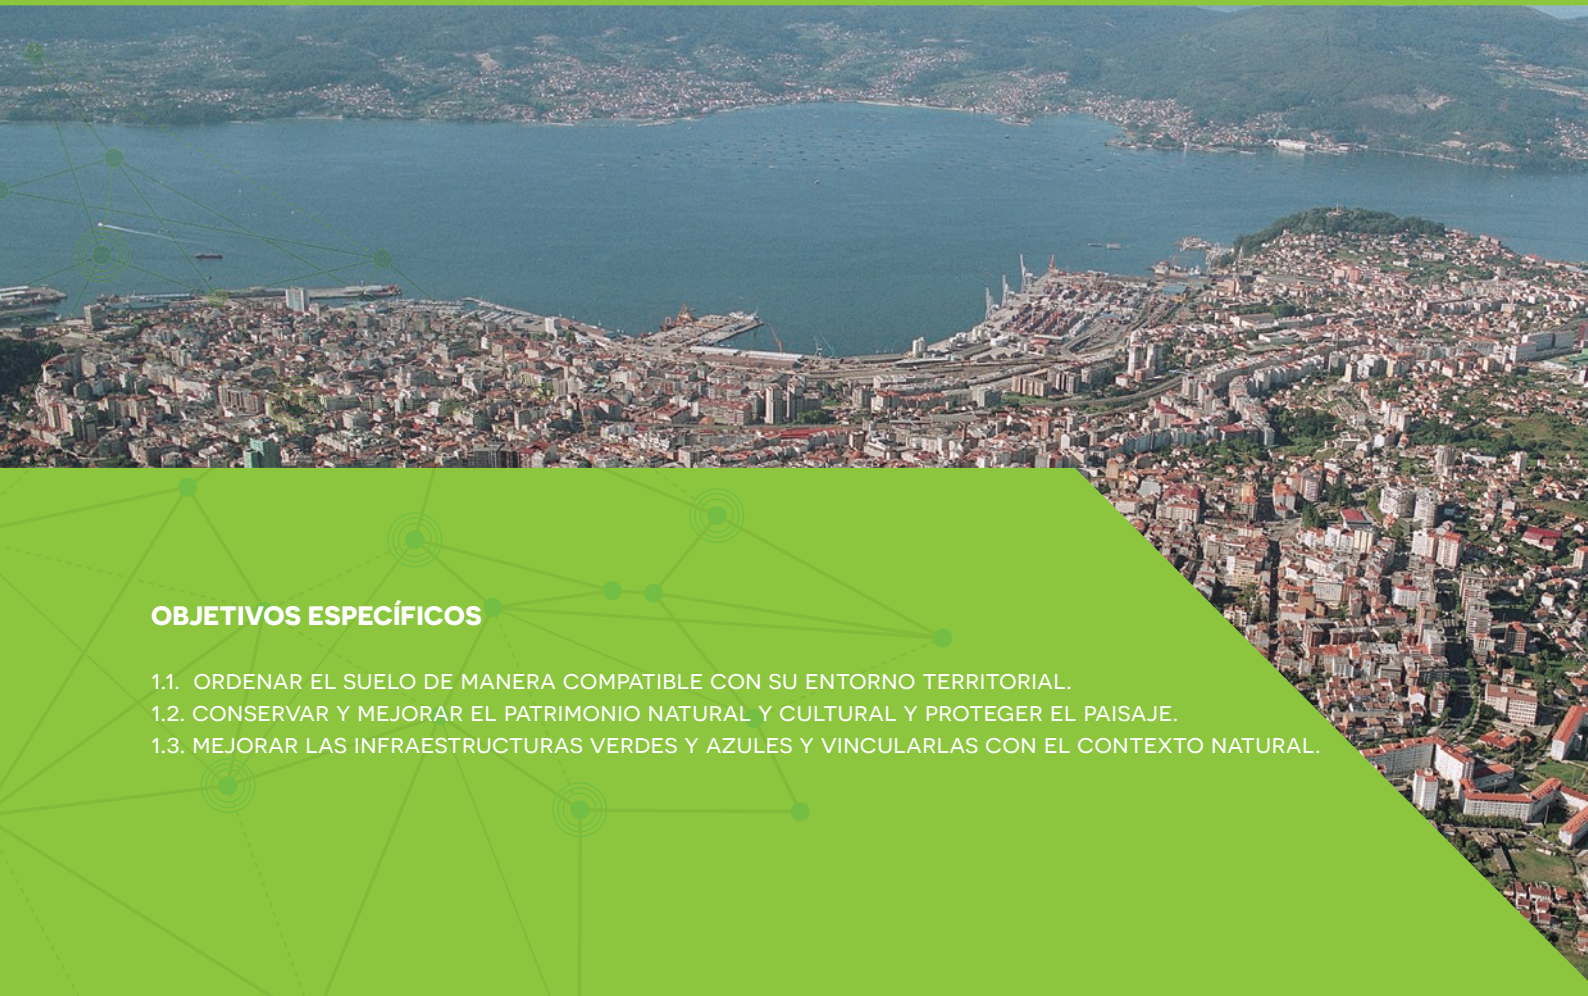 OBJETIVOS ESPECÍFICOS
1.1. ORDENAR EL SUELO DE MANERA COMPATIBLE CON SU ENTORNO TERRITORIAL.
1.2. CONSERVAR Y MEJORAR EL PATRIMONIO NATURAL Y CULTURAL Y PROTEGER EL PAISAJE.
1.3. MEJORAR LAS INFRAESTRUCTURAS VERDES Y AZULES Y VINCULARLAS CON EL CONTEXTO NATURAL.